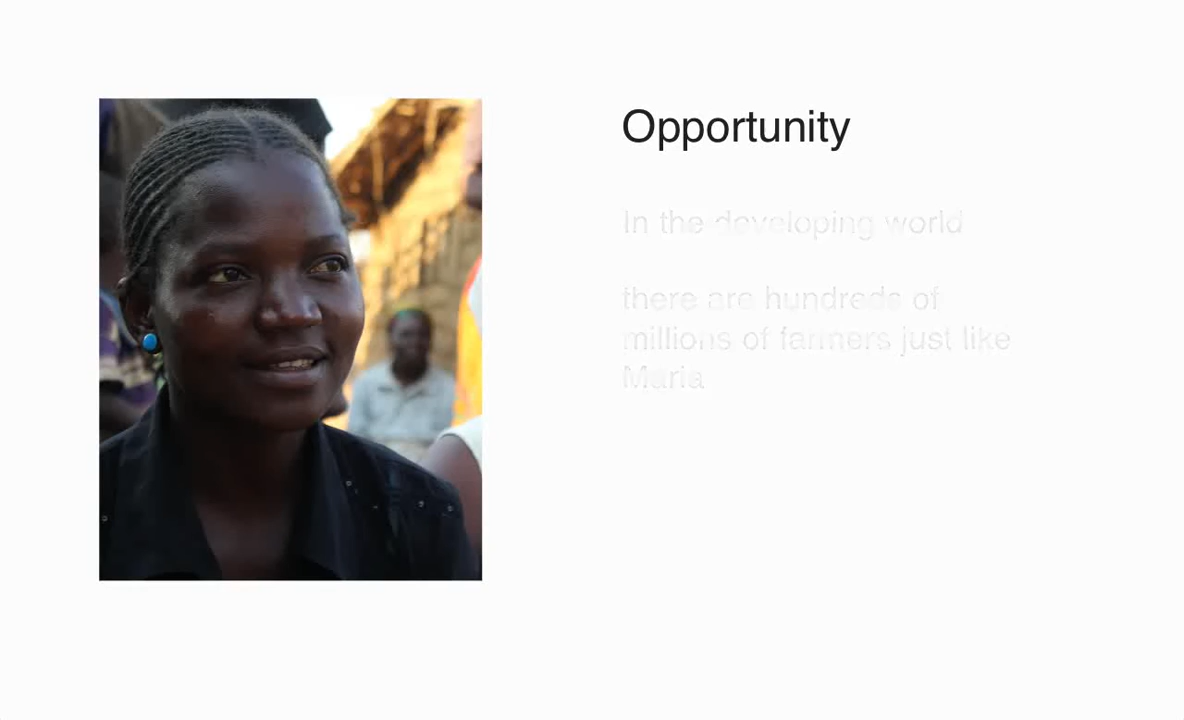 Opportunity
In the developing world
there are hundreds of
millions of farmers just like
Maria